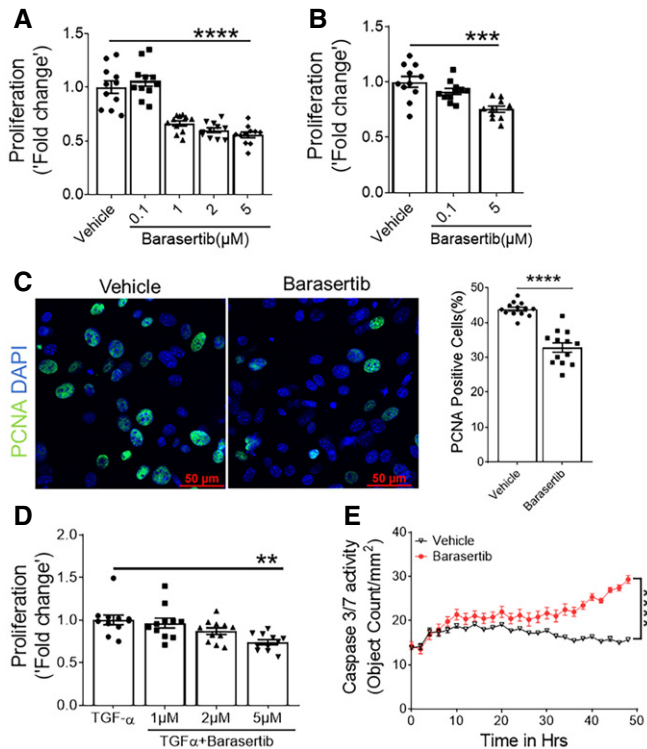 A
Proliferation
('Fold change')
1.5
1.0
0.5
0.0
****
Vehicle
0.1
1
2
5
Barasertib(µM)
B
Proliferation
('Fold change')
1.5
1.0
0.5
0.0
***
Vehicle
0.1
5
Barasertib(µM)
C
Vehicle
Barasertib
PCNA DAPI
50 µm
50 µm
PCNA Positive Cells(%)
50
40
30
20
10
0
****
Vehicle
Barasertib
D
Proliferation
('Fold change')
2.0
1.5
1.0
0.5
0.0
**
TGF-α
1µM
2µM
5µM
TGFα+Barasertib
E
Caspase 3/7 activity
(Object Count/mm²)
40
30
20
10
0
Vehicle
Barasertib
****
0
10
20
30
40
50
Time in Hrs